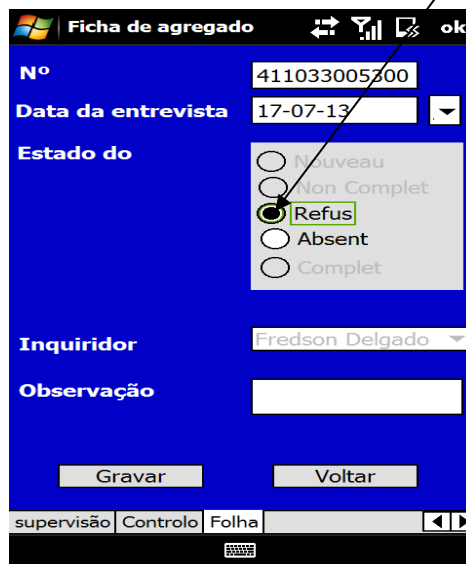 Ficha de agregado ok
Nº 411033005300
Data da entrevista 17-07-13
Estado do
Nouveau
Non Complet
Refus
Absent
Complet
Inquiridor Fredson Delgado
Observação
Gravar Voltar
supervisão Controlo Folha